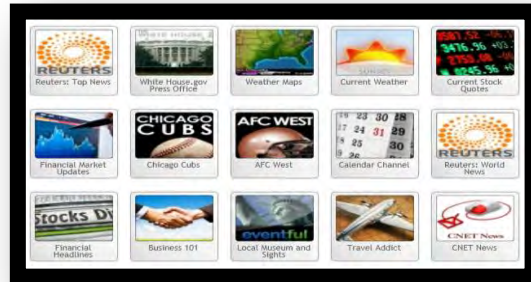 REUTERS
Reuters: Top News
White House.gov
Press Office
Weather Maps
Current Weather
Current Stock
Quotes
Financial Market
Updates
CHICAGO
CUBS
Chicago Cubs
AFC WEST
AFC West
Calendar Channel
REUTERS
Reuters: World
News
Stocks Di
Financial
Headlines
Business 101
eventful
Local Museum and
Sights
Travel Addict
CNET News
CNET News